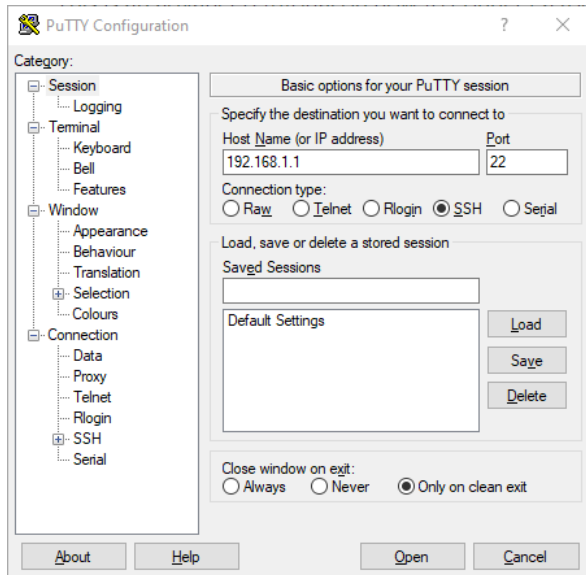 PuTTY Configuration
?
Category:
Session
Logging
Terminal
Keyboard
Bell
Features
Window
Appearance
Behaviour
Translation
Selection
Colours
Connection
Data
Proxy
Telnet
Rlogin
SSH
Serial
Basic options for your PuTTY session
Specify the destination you want to connect to
Host Name (or IP address) Port
192.168.1.1 22
Connection type:
Raw Telnet Rlogin SSH Serial
Load, save or delete a stored session
Saved Sessions
Default Settings
Load
Save
Delete
Close window on exit:
Always Never Only on clean exit
About Help Open Cancel